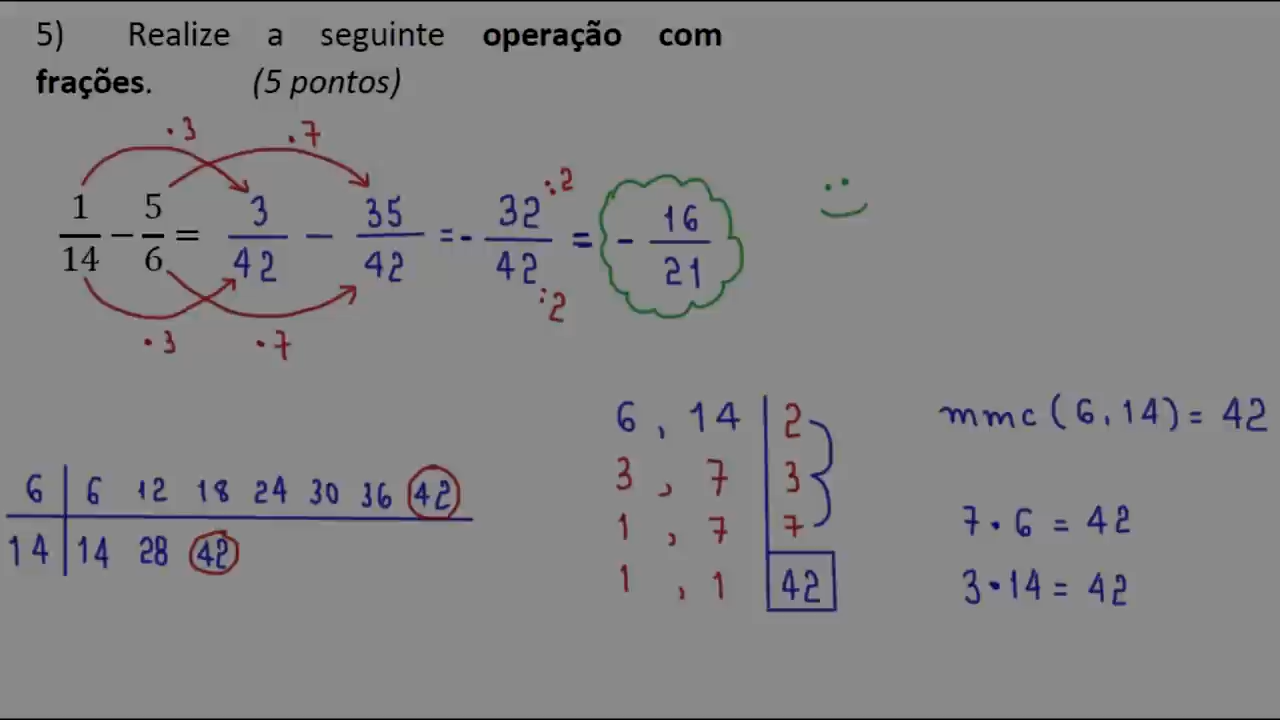 5) Realize a seguinte operação com
frações. (5 pontos)
·3 ·7
1/14 − 5/6 = 3/42 − 35/42 = - 32/42 = - 16/21
:2
:2
·3 ·7
6 , 14 | 2
3 , 7 | 3
1 , 7 | 7
1 , 1 | 42
mmc (6,14) = 42
7·6 = 42
3·14 = 42
6 | 6 12 18 24 30 36 42
14 | 14 28 42